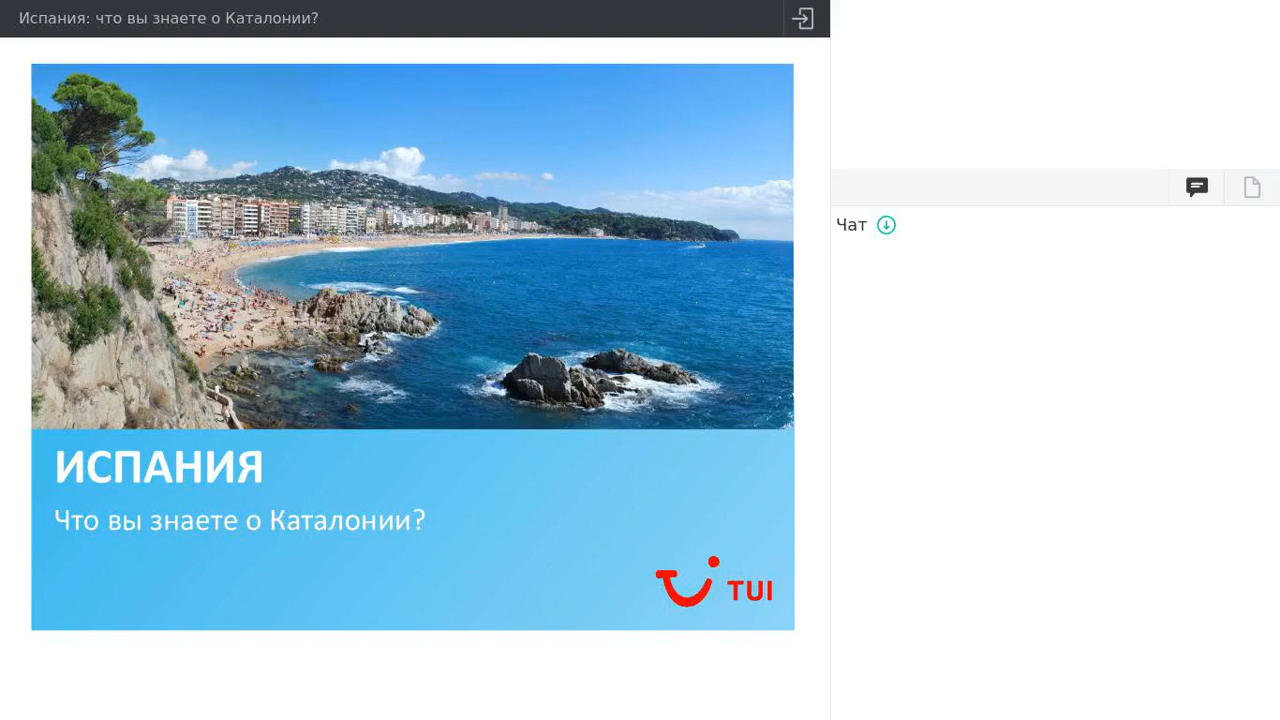 Испания: что вы знаете о Каталонии?
Чат
ИСПАНИЯ
Что вы знаете о Каталонии?
TUI